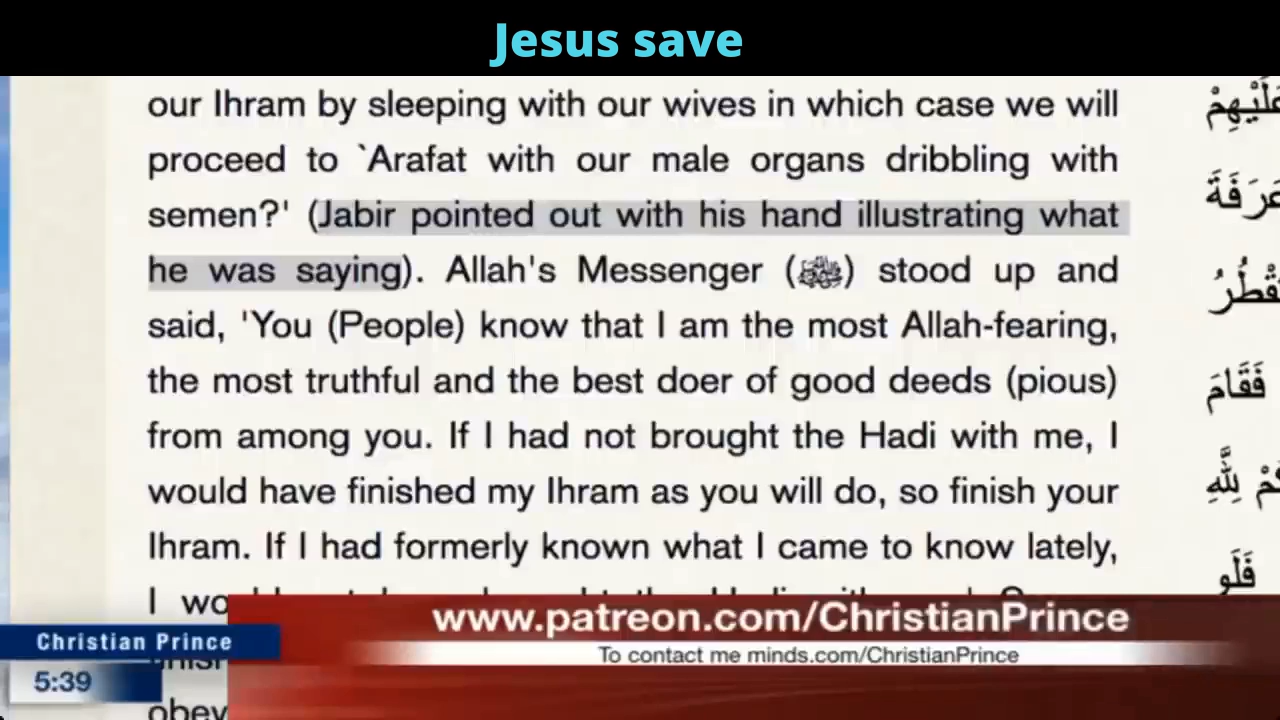 Jesus save
our Ihram by sleeping with our wives in which case we will
proceed to `Arafat with our male organs dribbling with
semen?' (Jabir pointed out with his hand illustrating what
he was saying). Allah's Messenger (ﷺ) stood up and
said, 'You (People) know that I am the most Allah-fearing,
the most truthful and the best doer of good deeds (pious)
from among you. If I had not brought the Hadi with me, I
would have finished my Ihram as you will do, so finish your
Ihram. If I had formerly known what I came to know lately,
I
obey
عَلَيْهِمْ
عَرَفَةَ
فَقَامَ
لِلَّهِ
فَلَو
www.patreon.com/ChristianPrince
To contact me minds.com/ChristianPrince
Christian Prince
5:39